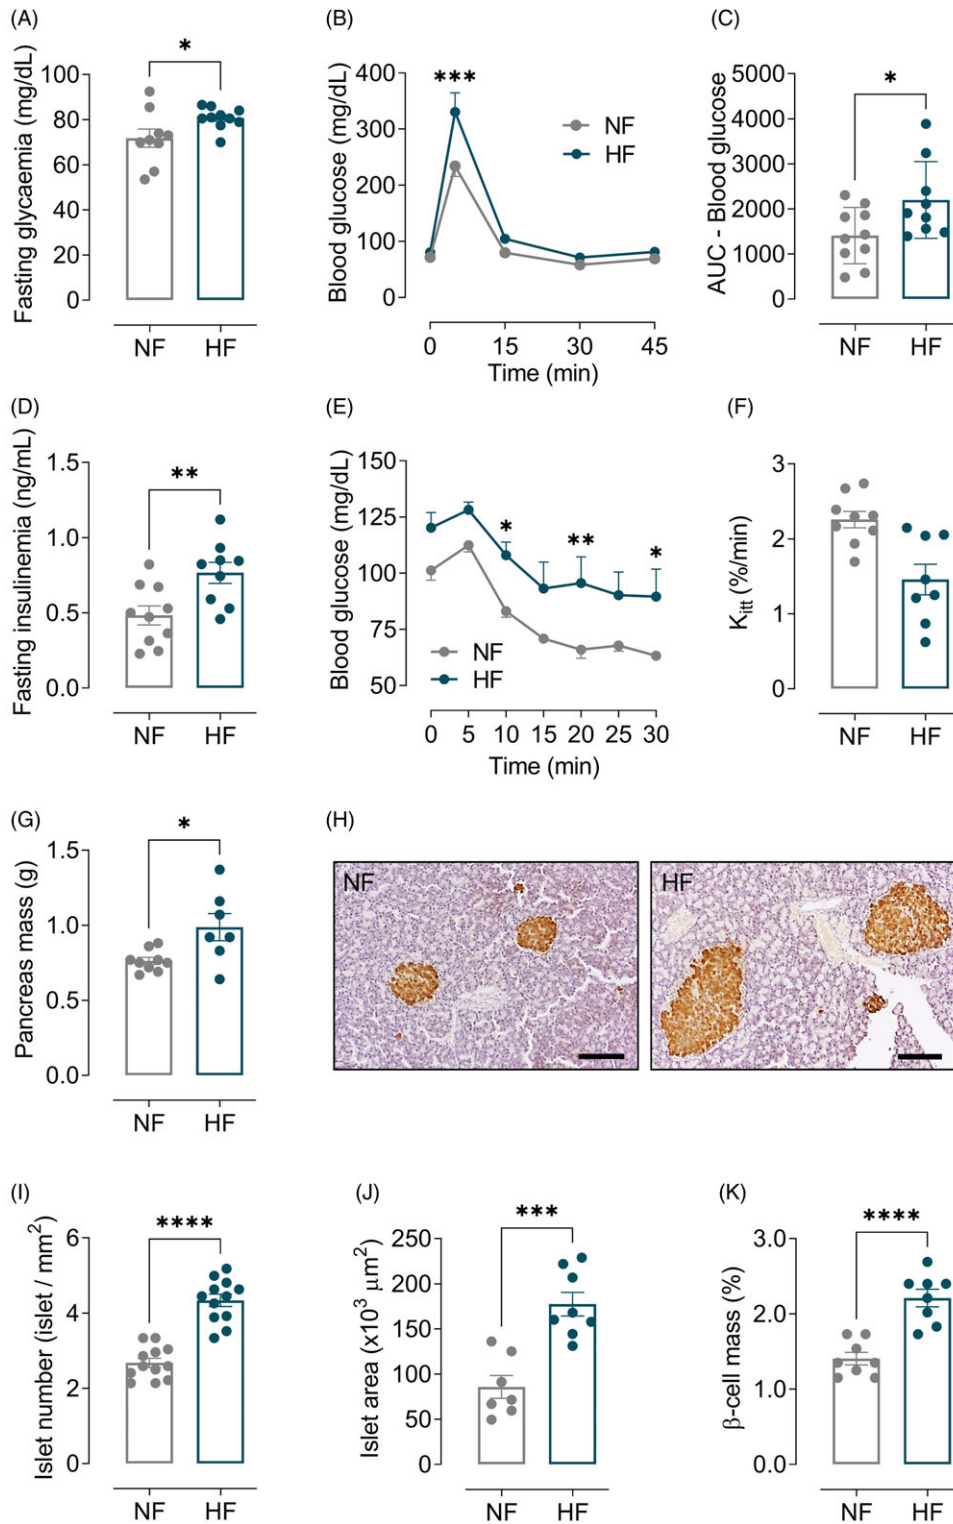 (A)
Fasting glycaemia (mg/dL)
100
80
60
40
20
0
*
NF HF
(B)
Blood glucose (mg/dL)
400
300
200
100
0
***
NF
HF
0 15 30 45
Time (min)
(C)
AUC - Blood glucose
5000
4000
3000
2000
1000
0
*
NF HF
(D)
Fasting insulinemia (ng/mL)
1.5
1.0
0.5
0.0
**
NF HF
(E)
Blood glucose (mg/dL)
150
125
100
75
50
* ** *
NF
HF
0 5 10 15 20 25 30
Time (min)
(F)
Kitt (%/min)
3
2
1
0
NF HF
(G)
Pancreas mass (g)
1.5
1.0
0.5
0.0
*
NF HF
(H)
NF
HF
(I)
Islet number (islet / mm²)
6
4
2
0
****
NF HF
(J)
Islet area (x10³ μm²)
250
200
150
100
50
0
***
NF HF
(K)
β-cell mass (%)
3.0
2.0
1.0
0.0
****
NF HF